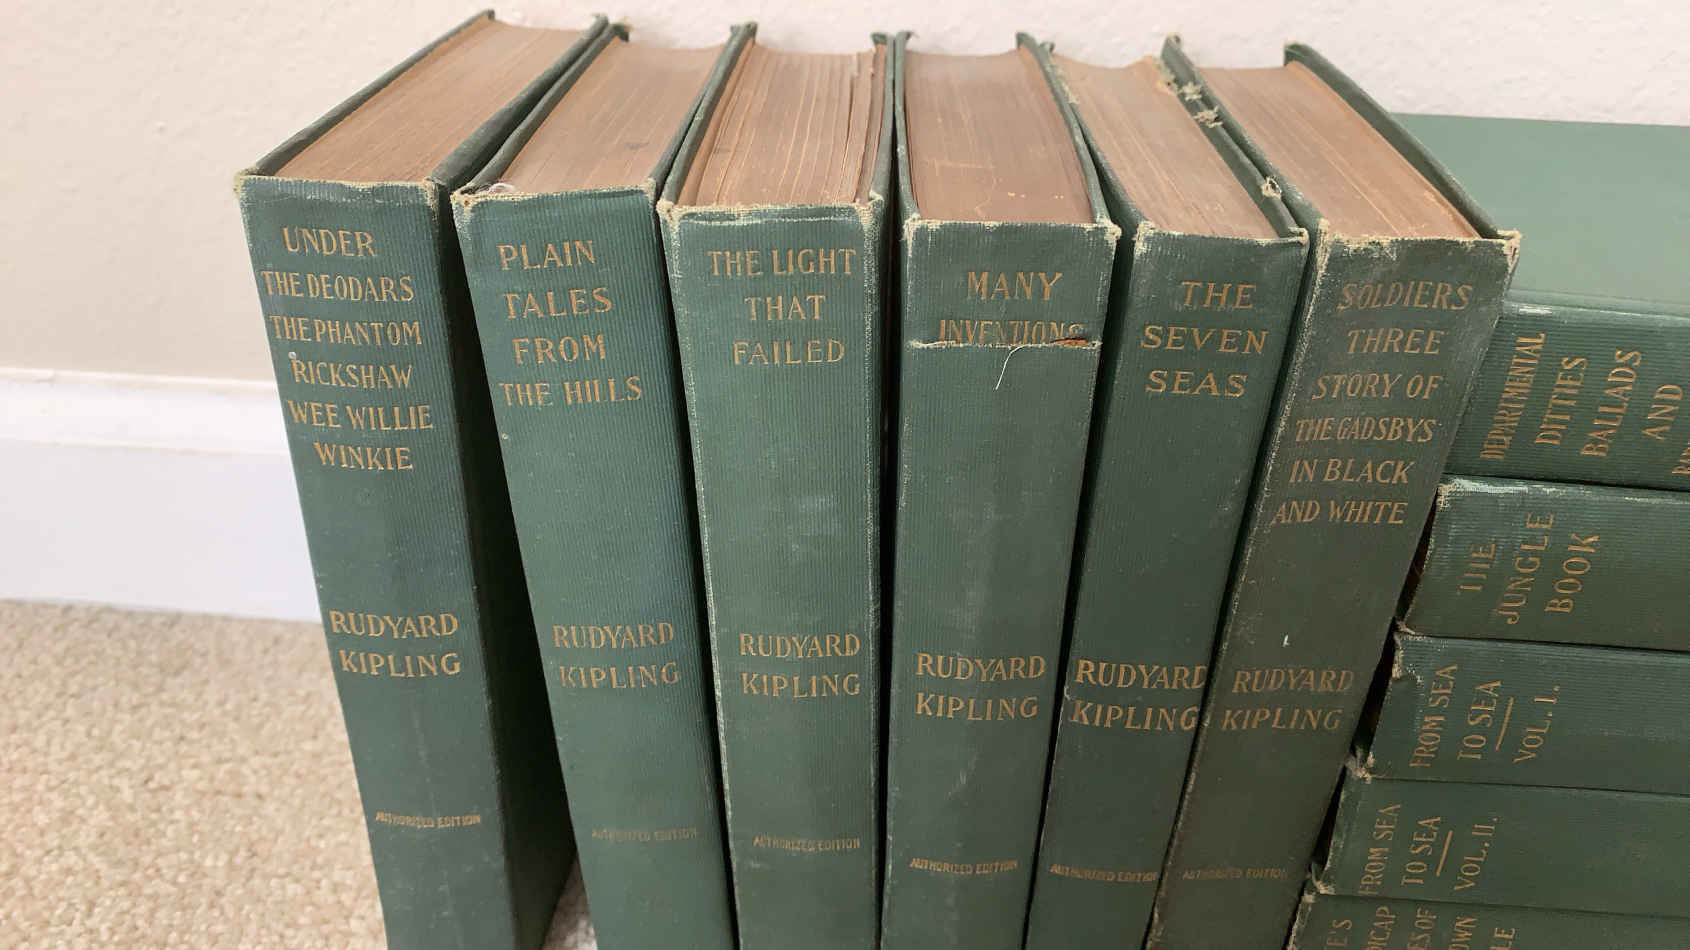 UNDER
THE DEODARS
THE PHANTOM
RICKSHAW
WEE WILLIE
WINKIE
RUDYARD
KIPLING
AUTHORIZED EDITION
PLAIN
TALES
FROM
THE HILLS
RUDYARD
KIPLING
AUTHORIZED EDITION
THE LIGHT
THAT
FAILED
RUDYARD
KIPLING
AUTHORIZED EDITION
MANY
INVENTIONS
RUDYARD
KIPLING
AUTHORIZED EDITION
THE
SEVEN
SEAS
RUDYARD
KIPLING
AUTHORIZED EDITION
SOLDIERS
THREE
STORY OF
THE GADSBYS
IN BLACK
AND WHITE
RUDYARD
KIPLING
AUTHORIZED EDITION
DEPARTMENTAL
DITTIES
BALLADS
AND
THE
JUNGLE
BOOK
FROM SEA
TO SEA
VOL. I.
FROM SEA
TO SEA
VOL. II.